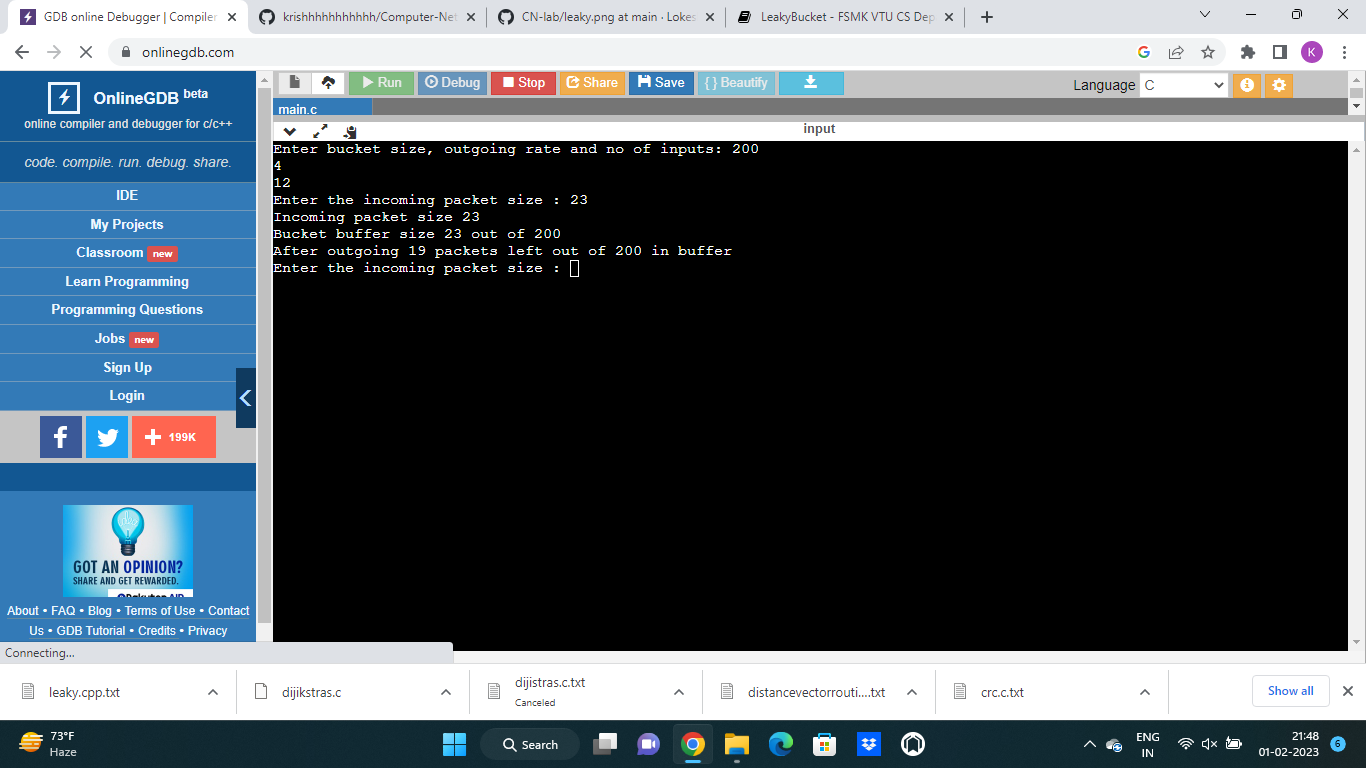 GDB online Debugger | Compiler
krishhhhhhhhhhh/Computer-Net
CN-lab/leaky.png at main · Lokes
LeakyBucket - FSMK VTU CS Dep
onlinegdb.com
K
OnlineGDB beta
online compiler and debugger for c/c++
code. compile. run. debug. share.
IDE
My Projects
Classroom new
Learn Programming
Programming Questions
Jobs new
Sign Up
Login
199K
GOT AN OPINION?
SHARE AND GET REWARDED.
About • FAQ • Blog • Terms of Use • Contact
Us • GDB Tutorial • Credits • Privacy
Run Debug Stop Share Save { } Beautify
Language C
main.c
input
Enter bucket size, outgoing rate and no of inputs: 200
4
12
Enter the incoming packet size : 23
Incoming packet size 23
Bucket buffer size 23 out of 200
After outgoing 19 packets left out of 200 in buffer
Enter the incoming packet size :
Connecting...
leaky.cpp.txt
dijikstras.c
dijistras.c.txt
Canceled
distancevectorrouti....txt
crc.c.txt
Show all
73°F
Haze
Search
ENG
IN
21:48
01-02-2023
6